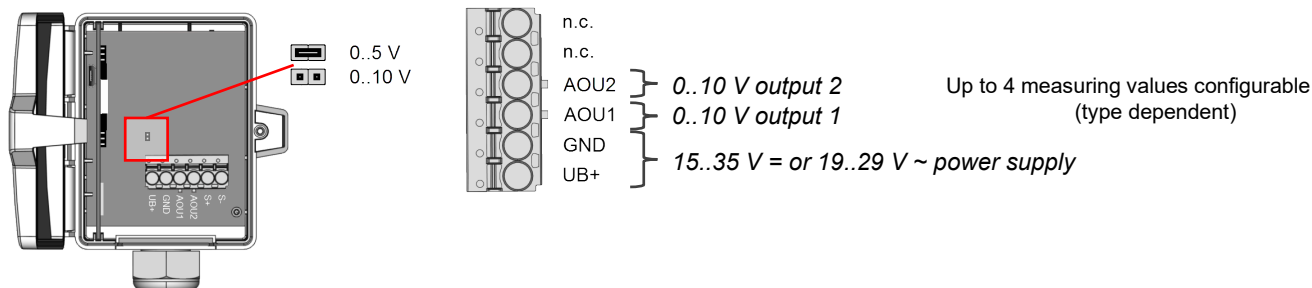 0..5 V
0..10 V
UB+
GND
AOU1
AOU2
S+
S-
n.c.
n.c.
AOU2
0..10 V output 2
AOU1
0..10 V output 1
GND
UB+
15..35 V = or 19..29 V ~ power supply
Up to 4 measuring values configurable
(type dependent)